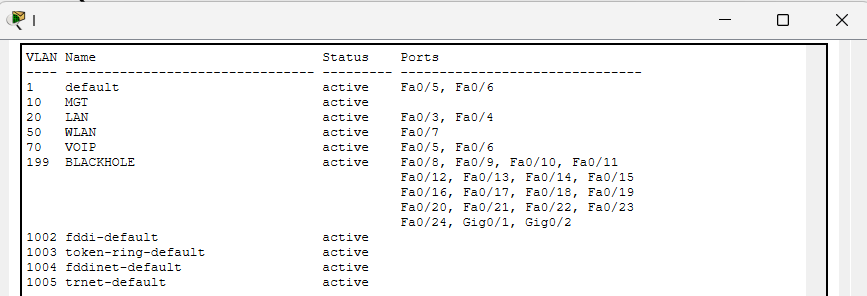 VLAN Name                             Status    Ports
---- -------------------------------- --------- -------------------------------
1    default                          active    Fa0/5, Fa0/6
10   MGT                              active
20   LAN                              active    Fa0/3, Fa0/4
50   WLAN                             active    Fa0/7
70   VOIP                             active    Fa0/5, Fa0/6
199  BLACKHOLE                        active    Fa0/8, Fa0/9, Fa0/10, Fa0/11
                                                Fa0/12, Fa0/13, Fa0/14, Fa0/15
                                                Fa0/16, Fa0/17, Fa0/18, Fa0/19
                                                Fa0/20, Fa0/21, Fa0/22, Fa0/23
                                                Fa0/24, Gig0/1, Gig0/2
1002 fddi-default                     active
1003 token-ring-default               active
1004 fddinet-default                  active
1005 trnet-default                    active